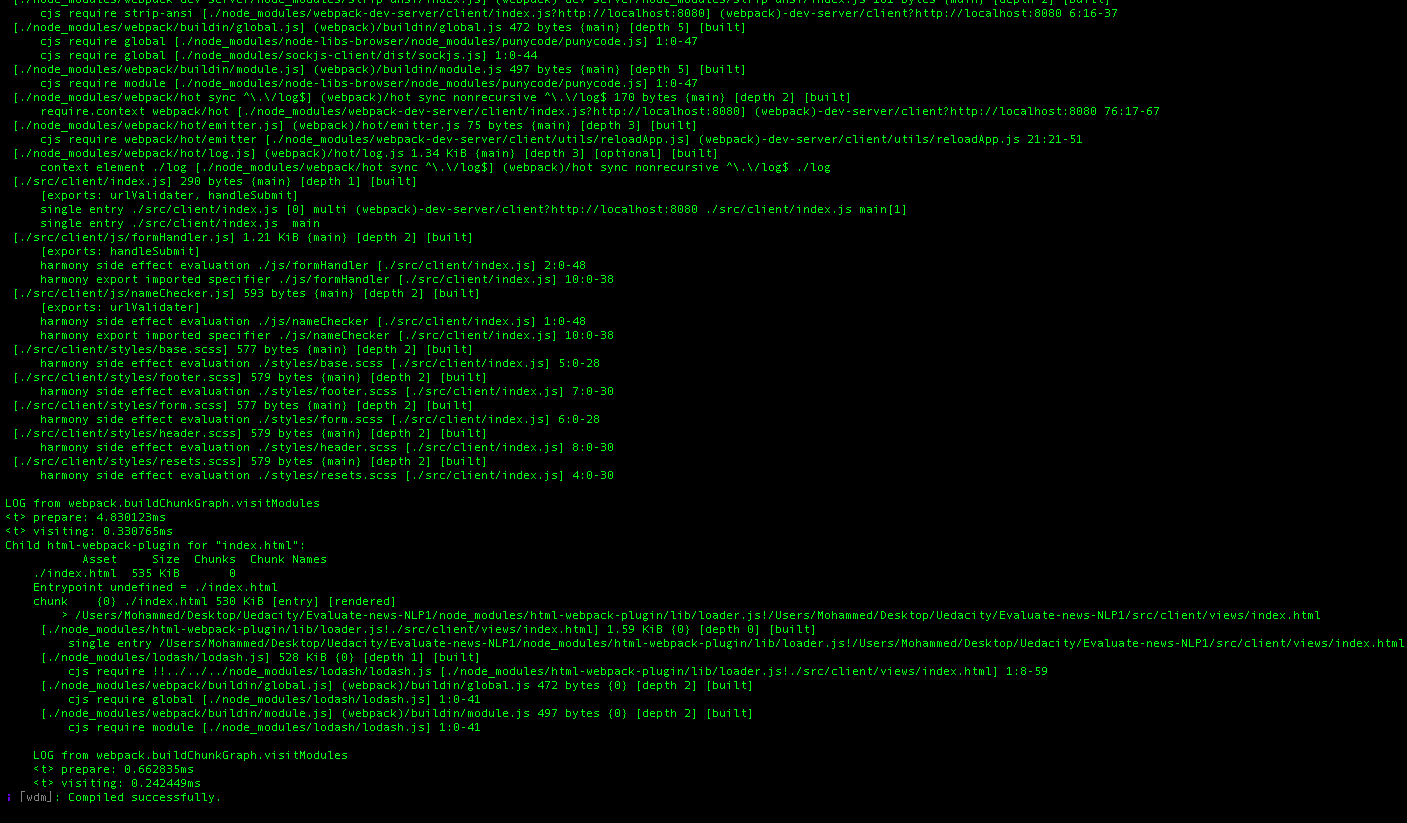 cjs require strip-ansi [./node_modules/webpack-dev-server/client/index.js?http://localhost:8080] (webpack)-dev-server/client?http://localhost:8080 6:16-37
[./node_modules/webpack/buildin/global.js] (webpack)/buildin/global.js 472 bytes {main} [depth 5] [built]
cjs require global [./node_modules/node-libs-browser/node_modules/punycode/punycode.js] 1:0-47
cjs require global [./node_modules/sockjs-client/dist/sockjs.js] 1:0-44
[./node_modules/webpack/buildin/module.js] (webpack)/buildin/module.js 497 bytes {main} [depth 5] [built]
cjs require module [./node_modules/node-libs-browser/node_modules/punycode/punycode.js] 1:0-47
[./node_modules/webpack/hot sync ^\.\/log$] (webpack)/hot sync nonrecursive ^\.\/log$ 170 bytes {main} [depth 2] [built]
require.context webpack/hot [./node_modules/webpack-dev-server/client/index.js?http://localhost:8080] (webpack)-dev-server/client?http://localhost:8080 76:17-67
[./node_modules/webpack/hot/emitter.js] (webpack)/hot/emitter.js 75 bytes {main} [depth 3] [built]
cjs require webpack/hot/emitter [./node_modules/webpack-dev-server/client/utils/reloadApp.js] (webpack)-dev-server/client/utils/reloadApp.js 21:21-51
[./node_modules/webpack/hot/log.js] (webpack)/hot/log.js 1.34 KiB {main} [depth 3] [optional] [built]
context element ./log [./node_modules/webpack/hot sync ^\.\/log$] (webpack)/hot sync nonrecursive ^\.\/log$ ./log
[./src/client/index.js] 290 bytes {main} [depth 1] [built]
[exports: urlValidater, handleSubmit]
single entry ./src/client/index.js [0] multi (webpack)-dev-server/client?http://localhost:8080 ./src/client/index.js main[1]
single entry ./src/client/index.js  main
[./src/client/js/formHandler.js] 1.21 KiB {main} [depth 2] [built]
[exports: handleSubmit]
harmony side effect evaluation ./js/formHandler [./src/client/index.js] 2:0-48
harmony export imported specifier ./js/formHandler [./src/client/index.js] 10:0-38
[./src/client/js/nameChecker.js] 593 bytes {main} [depth 2] [built]
[exports: urlValidater]
harmony side effect evaluation ./js/nameChecker [./src/client/index.js] 1:0-48
harmony export imported specifier ./js/nameChecker [./src/client/index.js] 10:0-38
[./src/client/styles/base.scss] 577 bytes {main} [depth 2] [built]
harmony side effect evaluation ./styles/base.scss [./src/client/index.js] 5:0-28
[./src/client/styles/footer.scss] 579 bytes {main} [depth 2] [built]
harmony side effect evaluation ./styles/footer.scss [./src/client/index.js] 7:0-30
[./src/client/styles/form.scss] 577 bytes {main} [depth 2] [built]
harmony side effect evaluation ./styles/form.scss [./src/client/index.js] 6:0-28
[./src/client/styles/header.scss] 579 bytes {main} [depth 2] [built]
harmony side effect evaluation ./styles/header.scss [./src/client/index.js] 8:0-30
[./src/client/styles/resets.scss] 579 bytes {main} [depth 2] [built]
harmony side effect evaluation ./styles/resets.scss [./src/client/index.js] 4:0-30
LOG from webpack.buildChunkGraph.visitModules
<t> prepare: 4.830123ms
<t> visiting: 0.330765ms
Child html-webpack-plugin for "index.html":
Asset     Size  Chunks  Chunk Names
./index.html  535 KiB       0
Entrypoint undefined = ./index.html
chunk    {0} ./index.html 530 KiB [entry] [rendered]
> /Users/Mohammed/Desktop/Uedacity/Evaluate-news-NLP1/node_modules/html-webpack-plugin/lib/loader.js!/Users/Mohammed/Desktop/Uedacity/Evaluate-news-NLP1/src/client/views/index.html
[./node_modules/html-webpack-plugin/lib/loader.js!./src/client/views/index.html] 1.59 KiB {0} [depth 0] [built]
single entry /Users/Mohammed/Desktop/Uedacity/Evaluate-news-NLP1/node_modules/html-webpack-plugin/lib/loader.js!/Users/Mohammed/Desktop/Uedacity/Evaluate-news-NLP1/src/client/views/index.html
[./node_modules/lodash/lodash.js] 528 KiB {0} [depth 1] [built]
cjs require !!../../../node_modules/lodash/lodash.js [./node_modules/html-webpack-plugin/lib/loader.js!./src/client/views/index.html] 1:8-59
[./node_modules/webpack/buildin/global.js] (webpack)/buildin/global.js 472 bytes {0} [depth 2] [built]
cjs require global [./node_modules/lodash/lodash.js] 1:0-41
[./node_modules/webpack/buildin/module.js] (webpack)/buildin/module.js 497 bytes {0} [depth 2] [built]
cjs require module [./node_modules/lodash/lodash.js] 1:0-41
LOG from webpack.buildChunkGraph.visitModules
<t> prepare: 0.662835ms
<t> visiting: 0.242449ms
i ｢wdm｣: Compiled successfully.